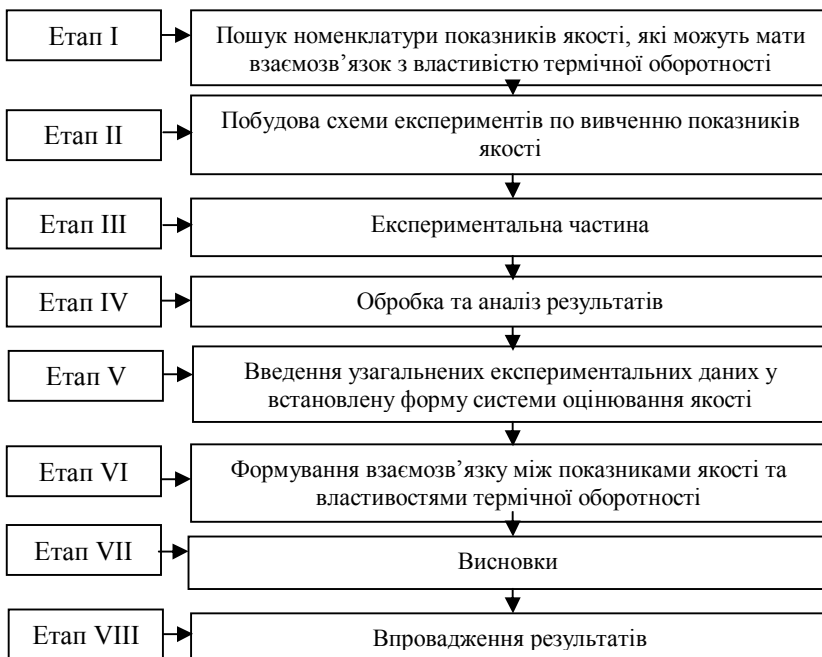 Етап I
Пошук номенклатури показників якості, які можуть мати
взаємозв’язок з властивістю термічної оборотності
Етап II
Побудова схеми експериментів по вивченню показників
якості
Етап III
Експериментальна частина
Етап IV
Обробка та аналіз результатів
Етап V
Введення узагальнених експериментальних даних у
встановлену форму системи оцінювання якості
Етап VI
Формування взаємозв’язку між показниками якості та
властивостями термічної оборотності
Етап VII
Висновки
Етап VIII
Впровадження результатів